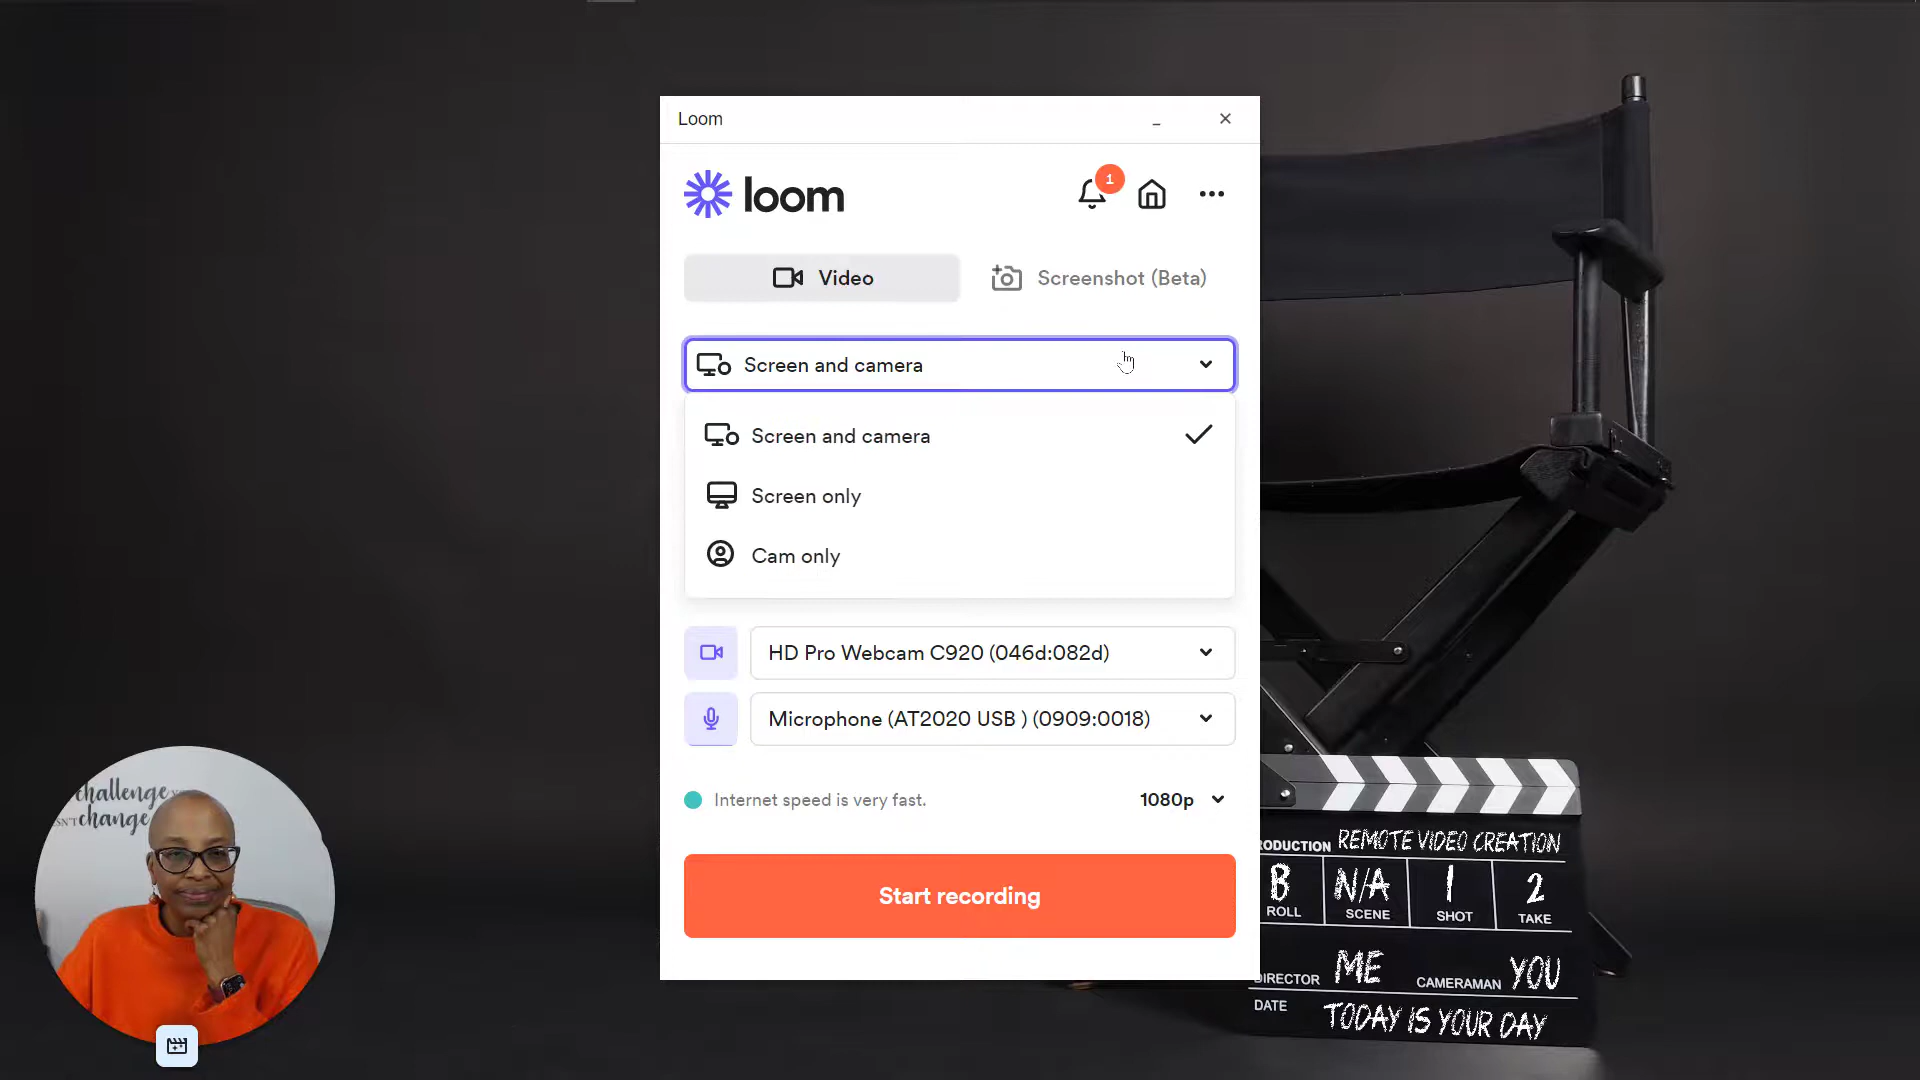 Loom
loom
1
Video
Screenshot (Beta)
Screen and camera
Screen and camera
Screen only
Cam only
HD Pro Webcam C920 (046d:082d)
Microphone (AT2020 USB ) (0909:0018)
Internet speed is very fast.
1080p
Start recording
challenge
change
RODUCTION REMOTE VIDEO CREATION
B N/A 1 2
ROLL SCENE SHOT TAKE
DIRECTOR ME CAMERAMAN YOU
DATE TODAY IS YOUR DAY